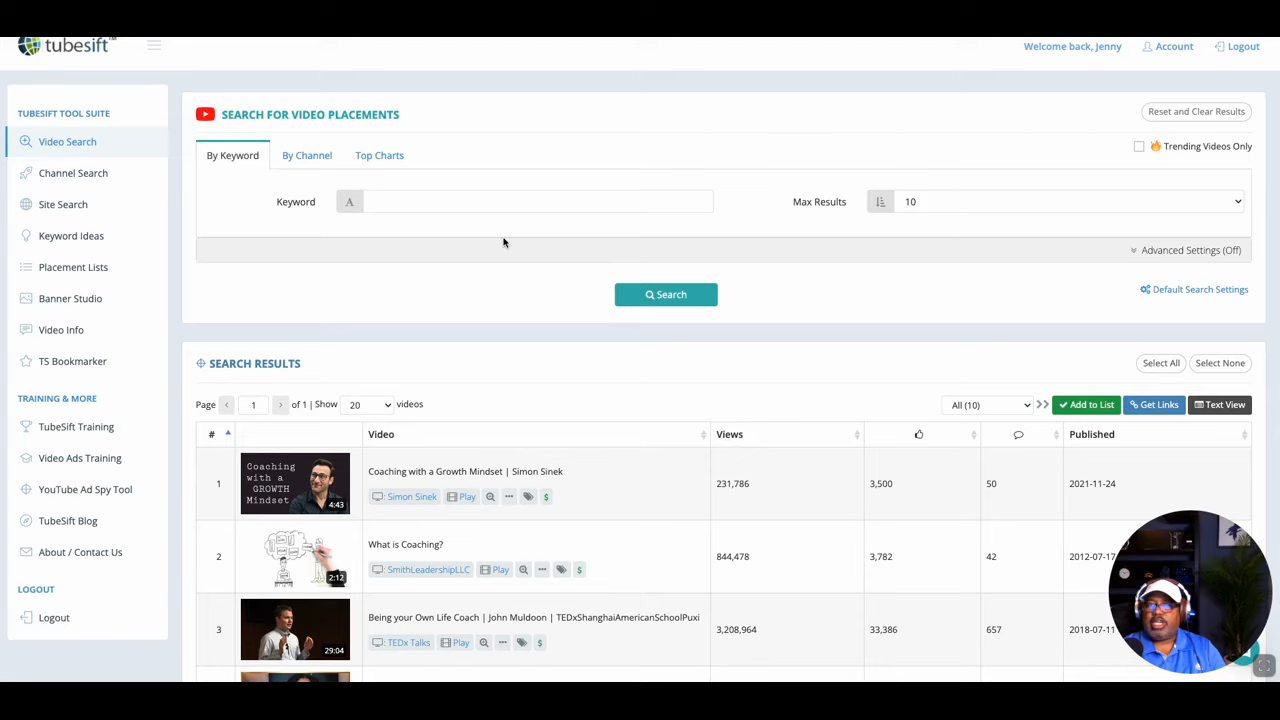 tubesift™
Welcome back, Jenny
Account
Logout
TUBESIFT TOOL SUITE
Video Search
Channel Search
Site Search
Keyword Ideas
Placement Lists
Banner Studio
Video Info
TS Bookmarker
TRAINING & MORE
TubeSift Training
Video Ads Training
YouTube Ad Spy Tool
TubeSift Blog
About / Contact Us
LOGOUT
Logout
SEARCH FOR VIDEO PLACEMENTS
Reset and Clear Results
By Keyword
By Channel
Top Charts
Trending Videos Only
Keyword
A
Max Results
10
Advanced Settings (Off)
Search
Default Search Settings
SEARCH RESULTS
Select All
Select None
Page
1
of 1 | Show
20
videos
All (10)
Add to List
Get Links
Text View
#
Video
Views
Published
1
Coaching
with a
GROWTH
MINDSET
4:43
Coaching with a Growth Mindset | Simon Sinek
Simon Sinek
Play
$
231,786
3,500
50
2021-11-24
2
2:12
What is Coaching?
SmithLeadershipLLC
Play
$
844,478
3,782
42
2012-07-17
3
29:04
Being your Own Life Coach | John Muldoon | TEDxShanghaiAmericanSchoolPuxi
TEDx Talks
Play
$
3,208,964
33,386
657
2018-07-11